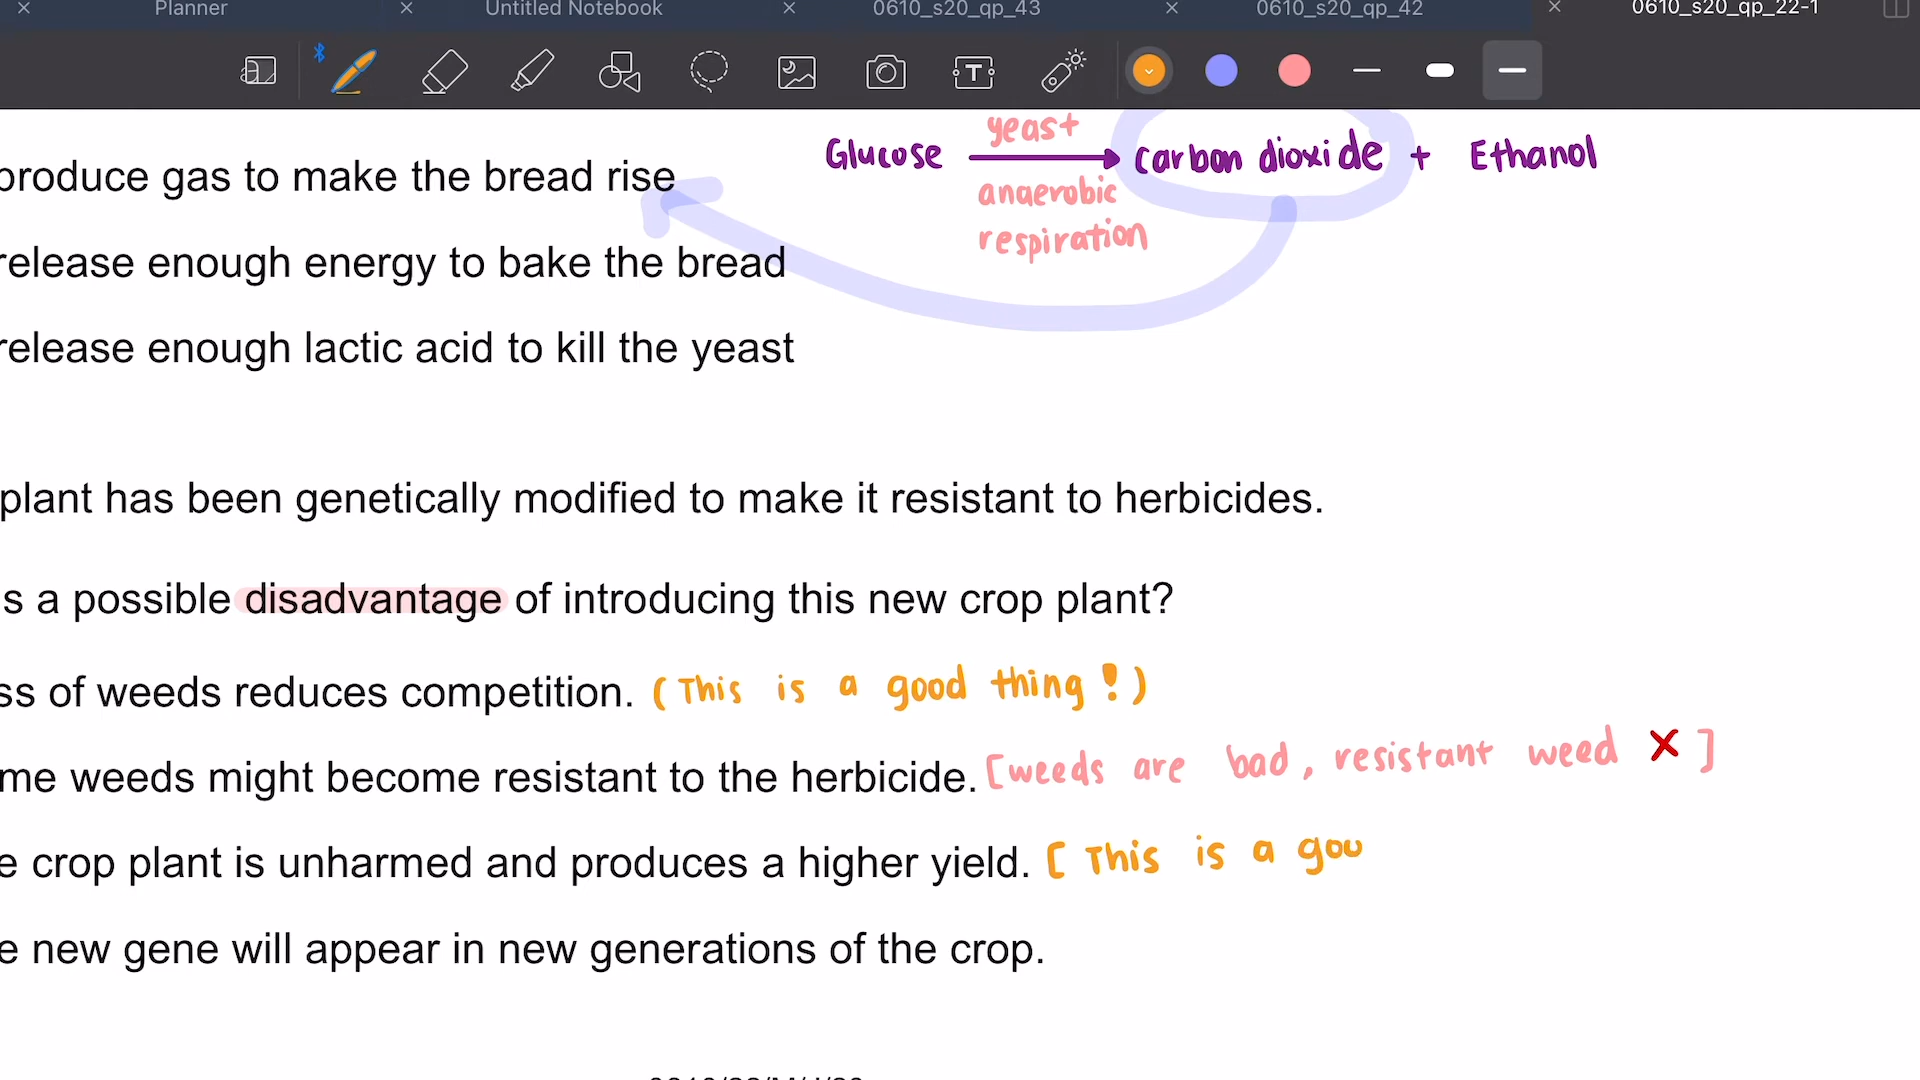 Planner Untitled Notebook 0610_s20_qp_43 0610_s20_qp_42 0610_s20_qp_22-1
yeast
Glucose → carbon dioxide + Ethanol
anaerobic
respiration
produce gas to make the bread rise
release enough energy to bake the bread
release enough lactic acid to kill the yeast
plant has been genetically modified to make it resistant to herbicides.
s a possible disadvantage of introducing this new crop plant?
ss of weeds reduces competition. (This is a good thing!)
me weeds might become resistant to the herbicide. [weeds are bad, resistant weed X]
e crop plant is unharmed and produces a higher yield. [This is a gou
e new gene will appear in new generations of the crop.